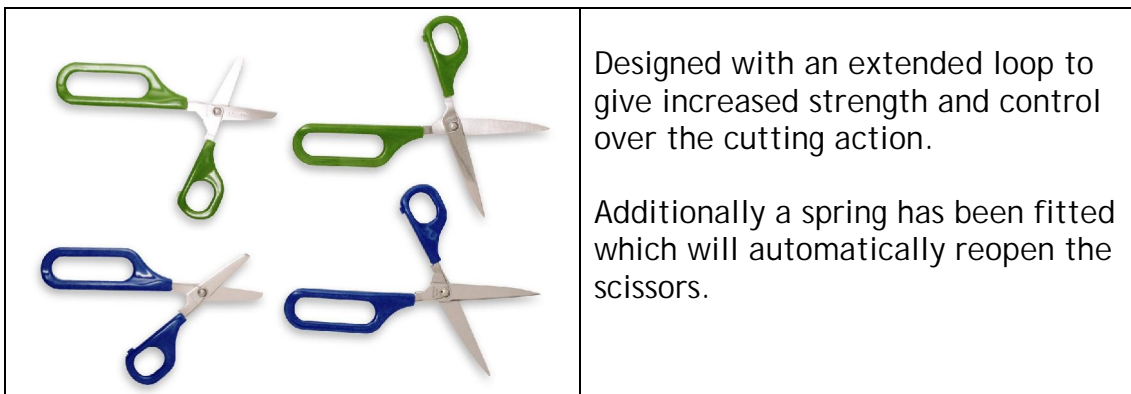 Designed with an extended loop to
give increased strength and control
over the cutting action.
Additionally a spring has been fitted
which will automatically reopen the
scissors.